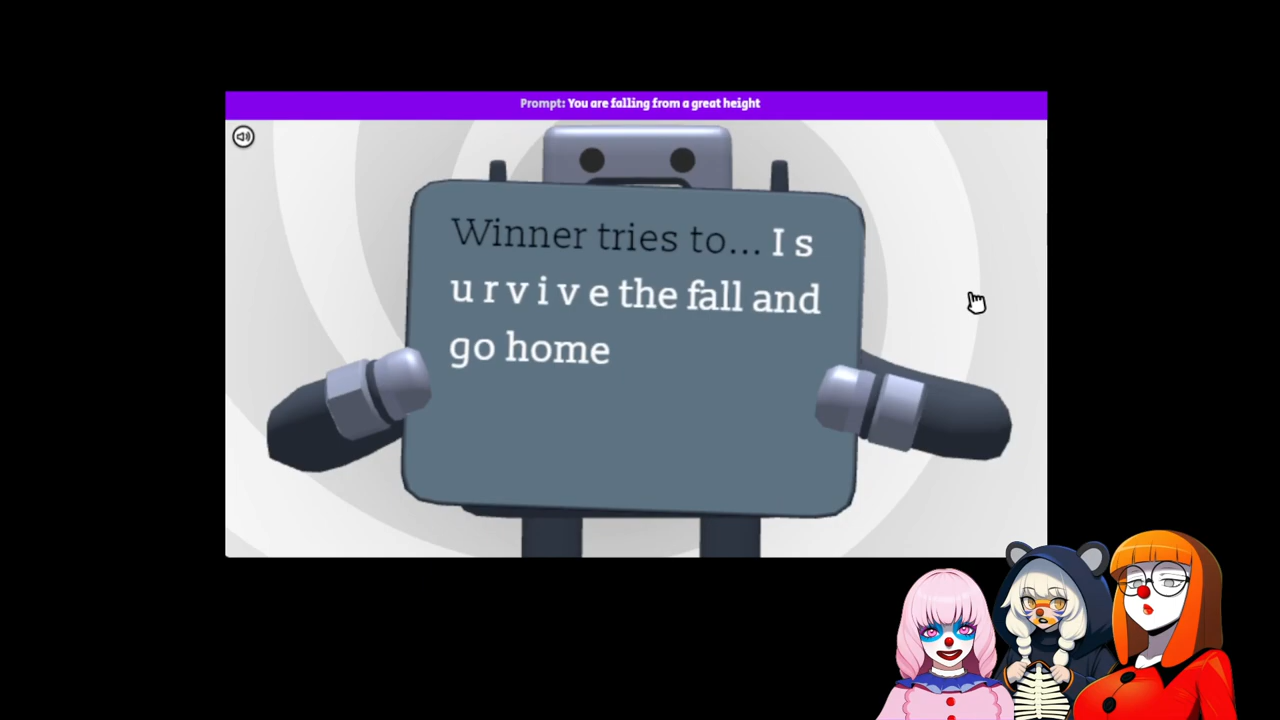 Prompt: You are falling from a great height
Winner tries to... I s
u r v i v e the fall and
go home